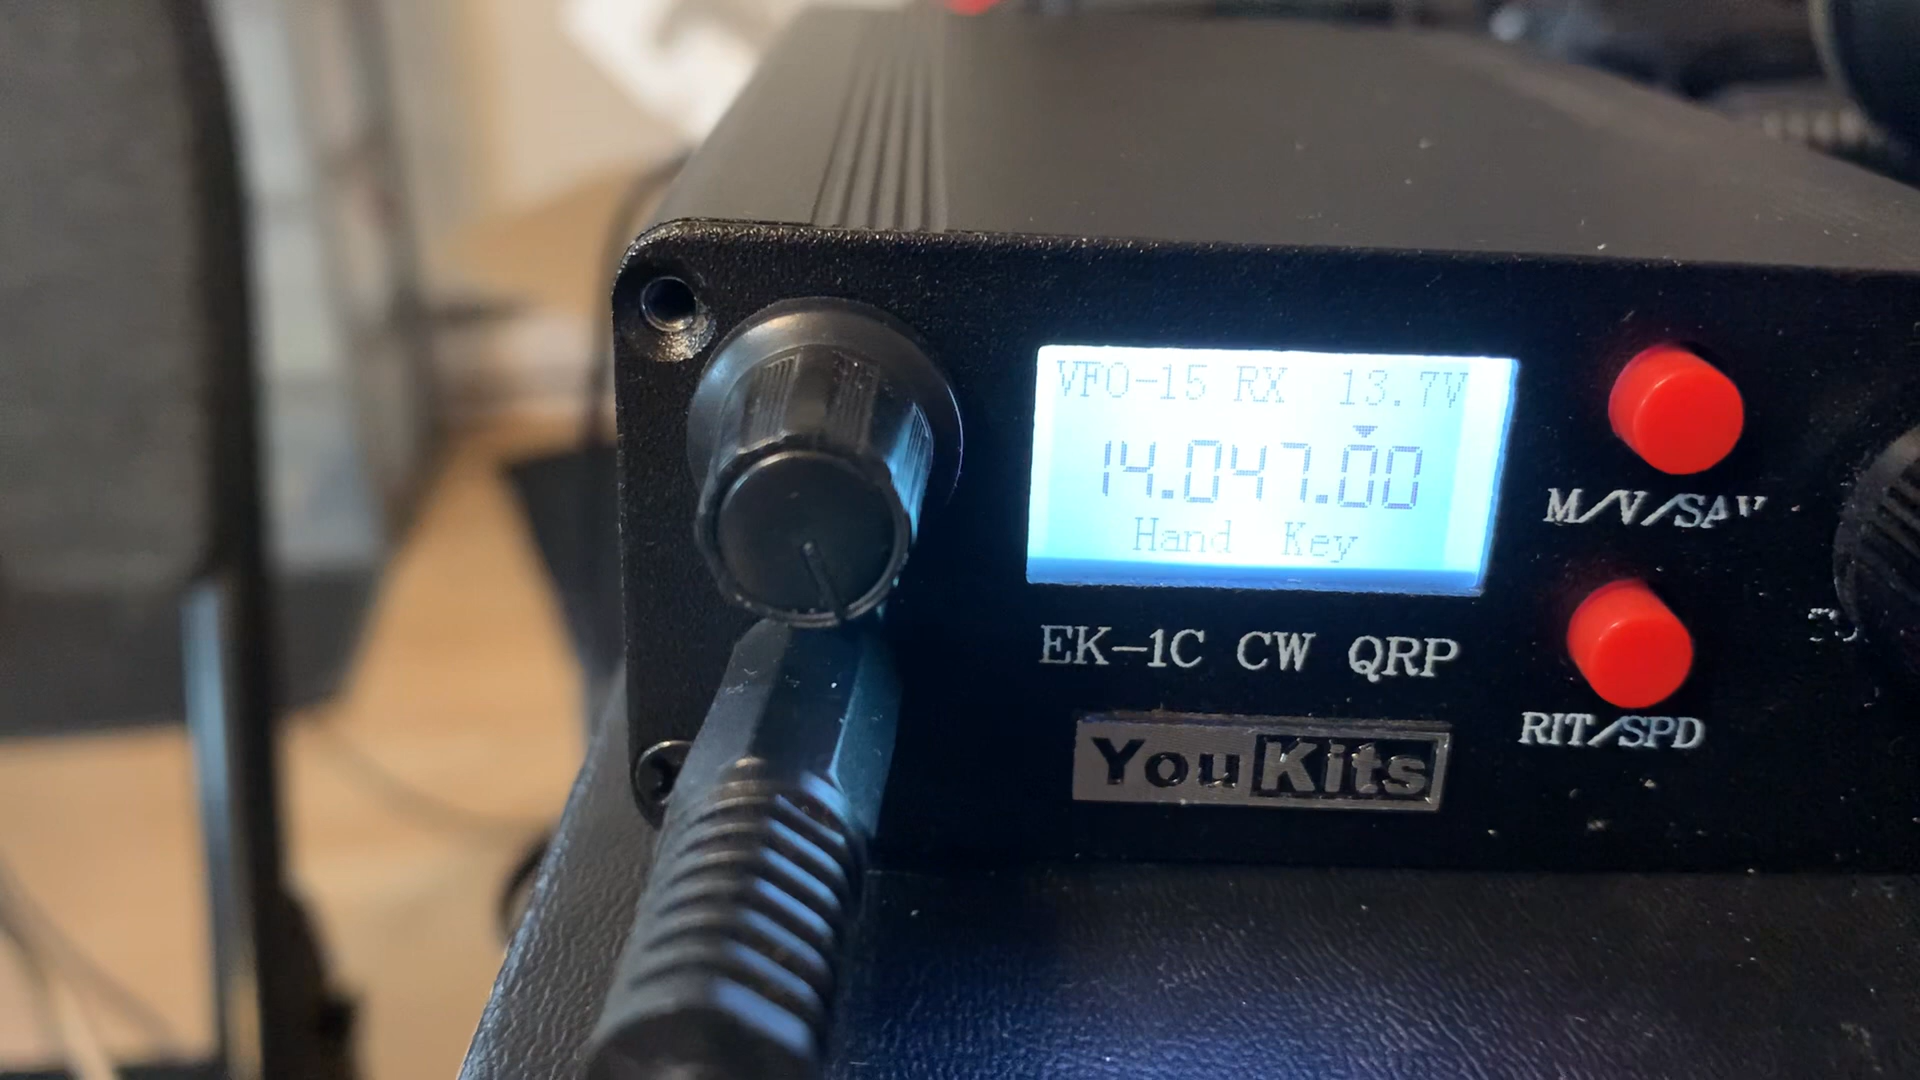 VFO-15 RX 13.7V
14.047.00
Hand Key
EK-1C CW QRP
YouKits
M/V/SAV
RIT/SPD